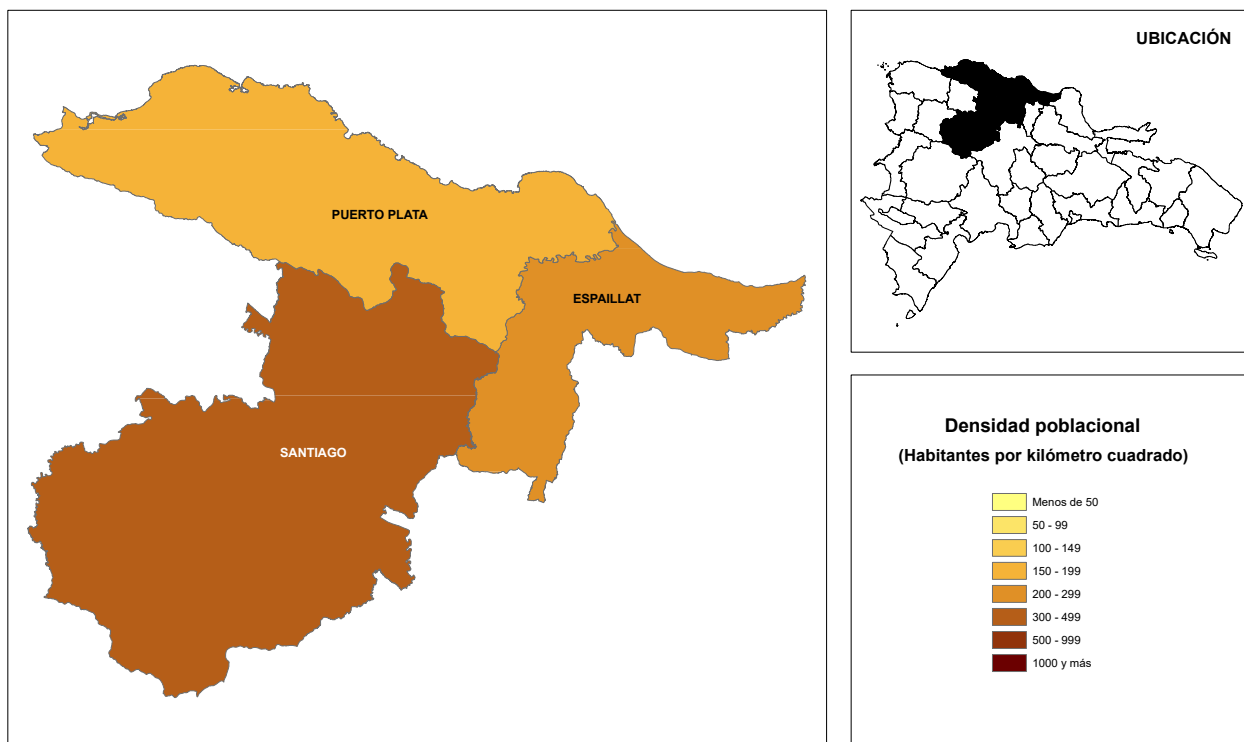 PUERTO PLATA
ESPAILLAT
SANTIAGO
UBICACIÓN
Densidad poblacional
(Habitantes por kilómetro cuadrado)
Menos de 50
50 - 99
100 - 149
150 - 199
200 - 299
300 - 499
500 - 999
1000 y más